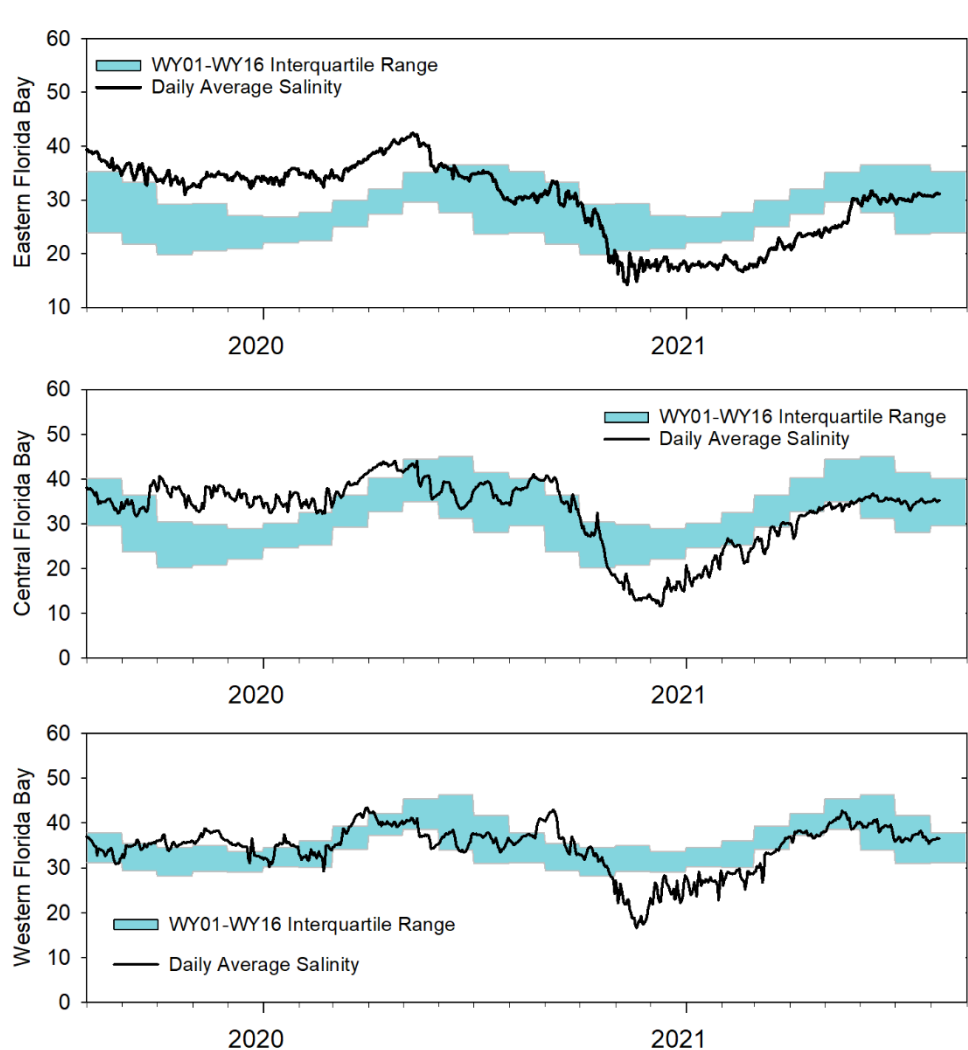 60
WY01-WY16 Interquartile Range
50
Daily Average Salinity
40
30
20
10
Eastern Florida Bay
2020
2021
60
50
WY01-WY16 Interquartile Range
Daily Average Salinity
40
30
20
10
0
Central Florida Bay
2020
2021
60
50
40
30
20
WY01-WY16 Interquartile Range
10
Daily Average Salinity
0
Western Florida Bay
2020
2021